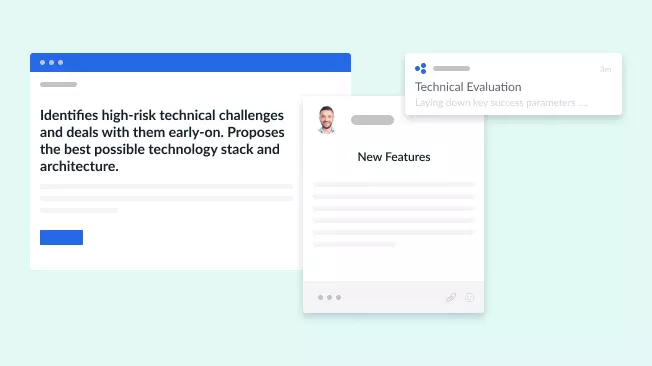 Identifies high-risk technical challenges
and deals with them early-on. Proposes
the best possible technology stack and
architecture.
New Features
3m
Technical Evaluation
Laying down key success parameters ....